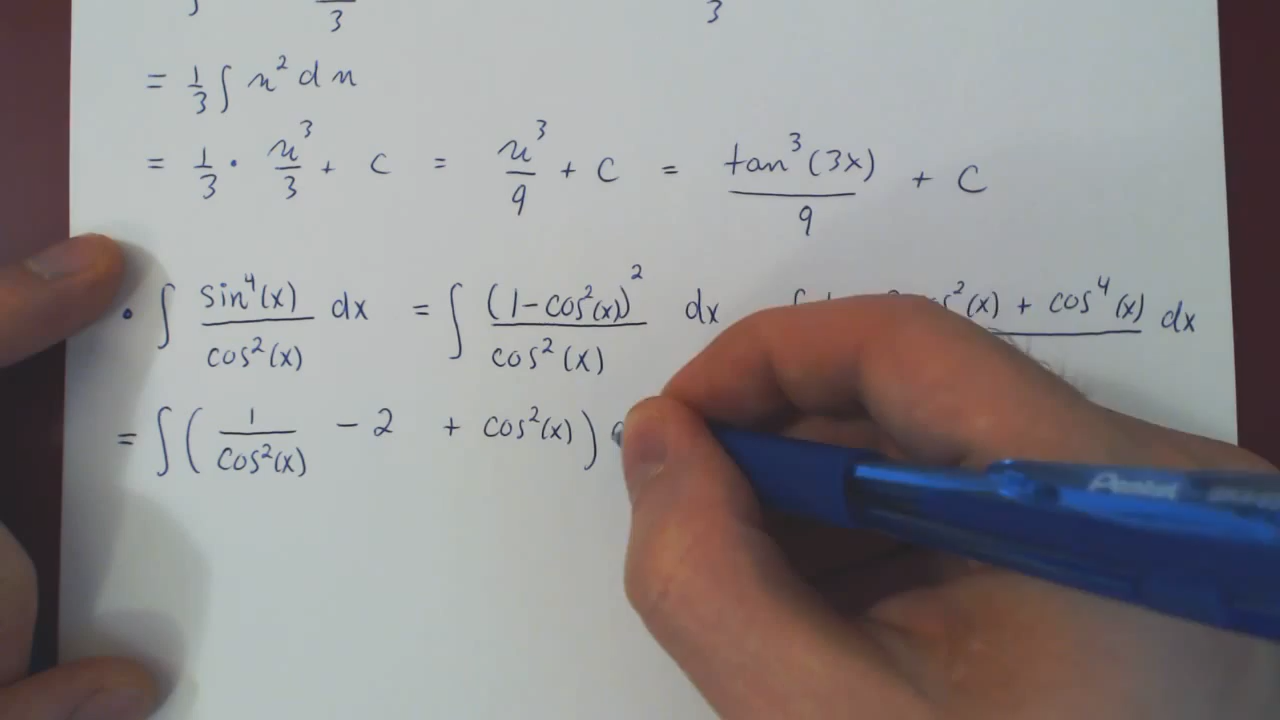 ∫ 3 3
= 1/3 ∫ u² du
= 1/3 · u³/3 + C = u³/9 + C = tan³(3x)/9 + C
• ∫ sin⁴(x)/cos²(x) dx = ∫ (1-cos²(x))²/cos²(x) dx ²(x) + cos⁴(x) dx
= ∫ ( 1/cos²(x) - 2 + cos²(x) )
Pentel